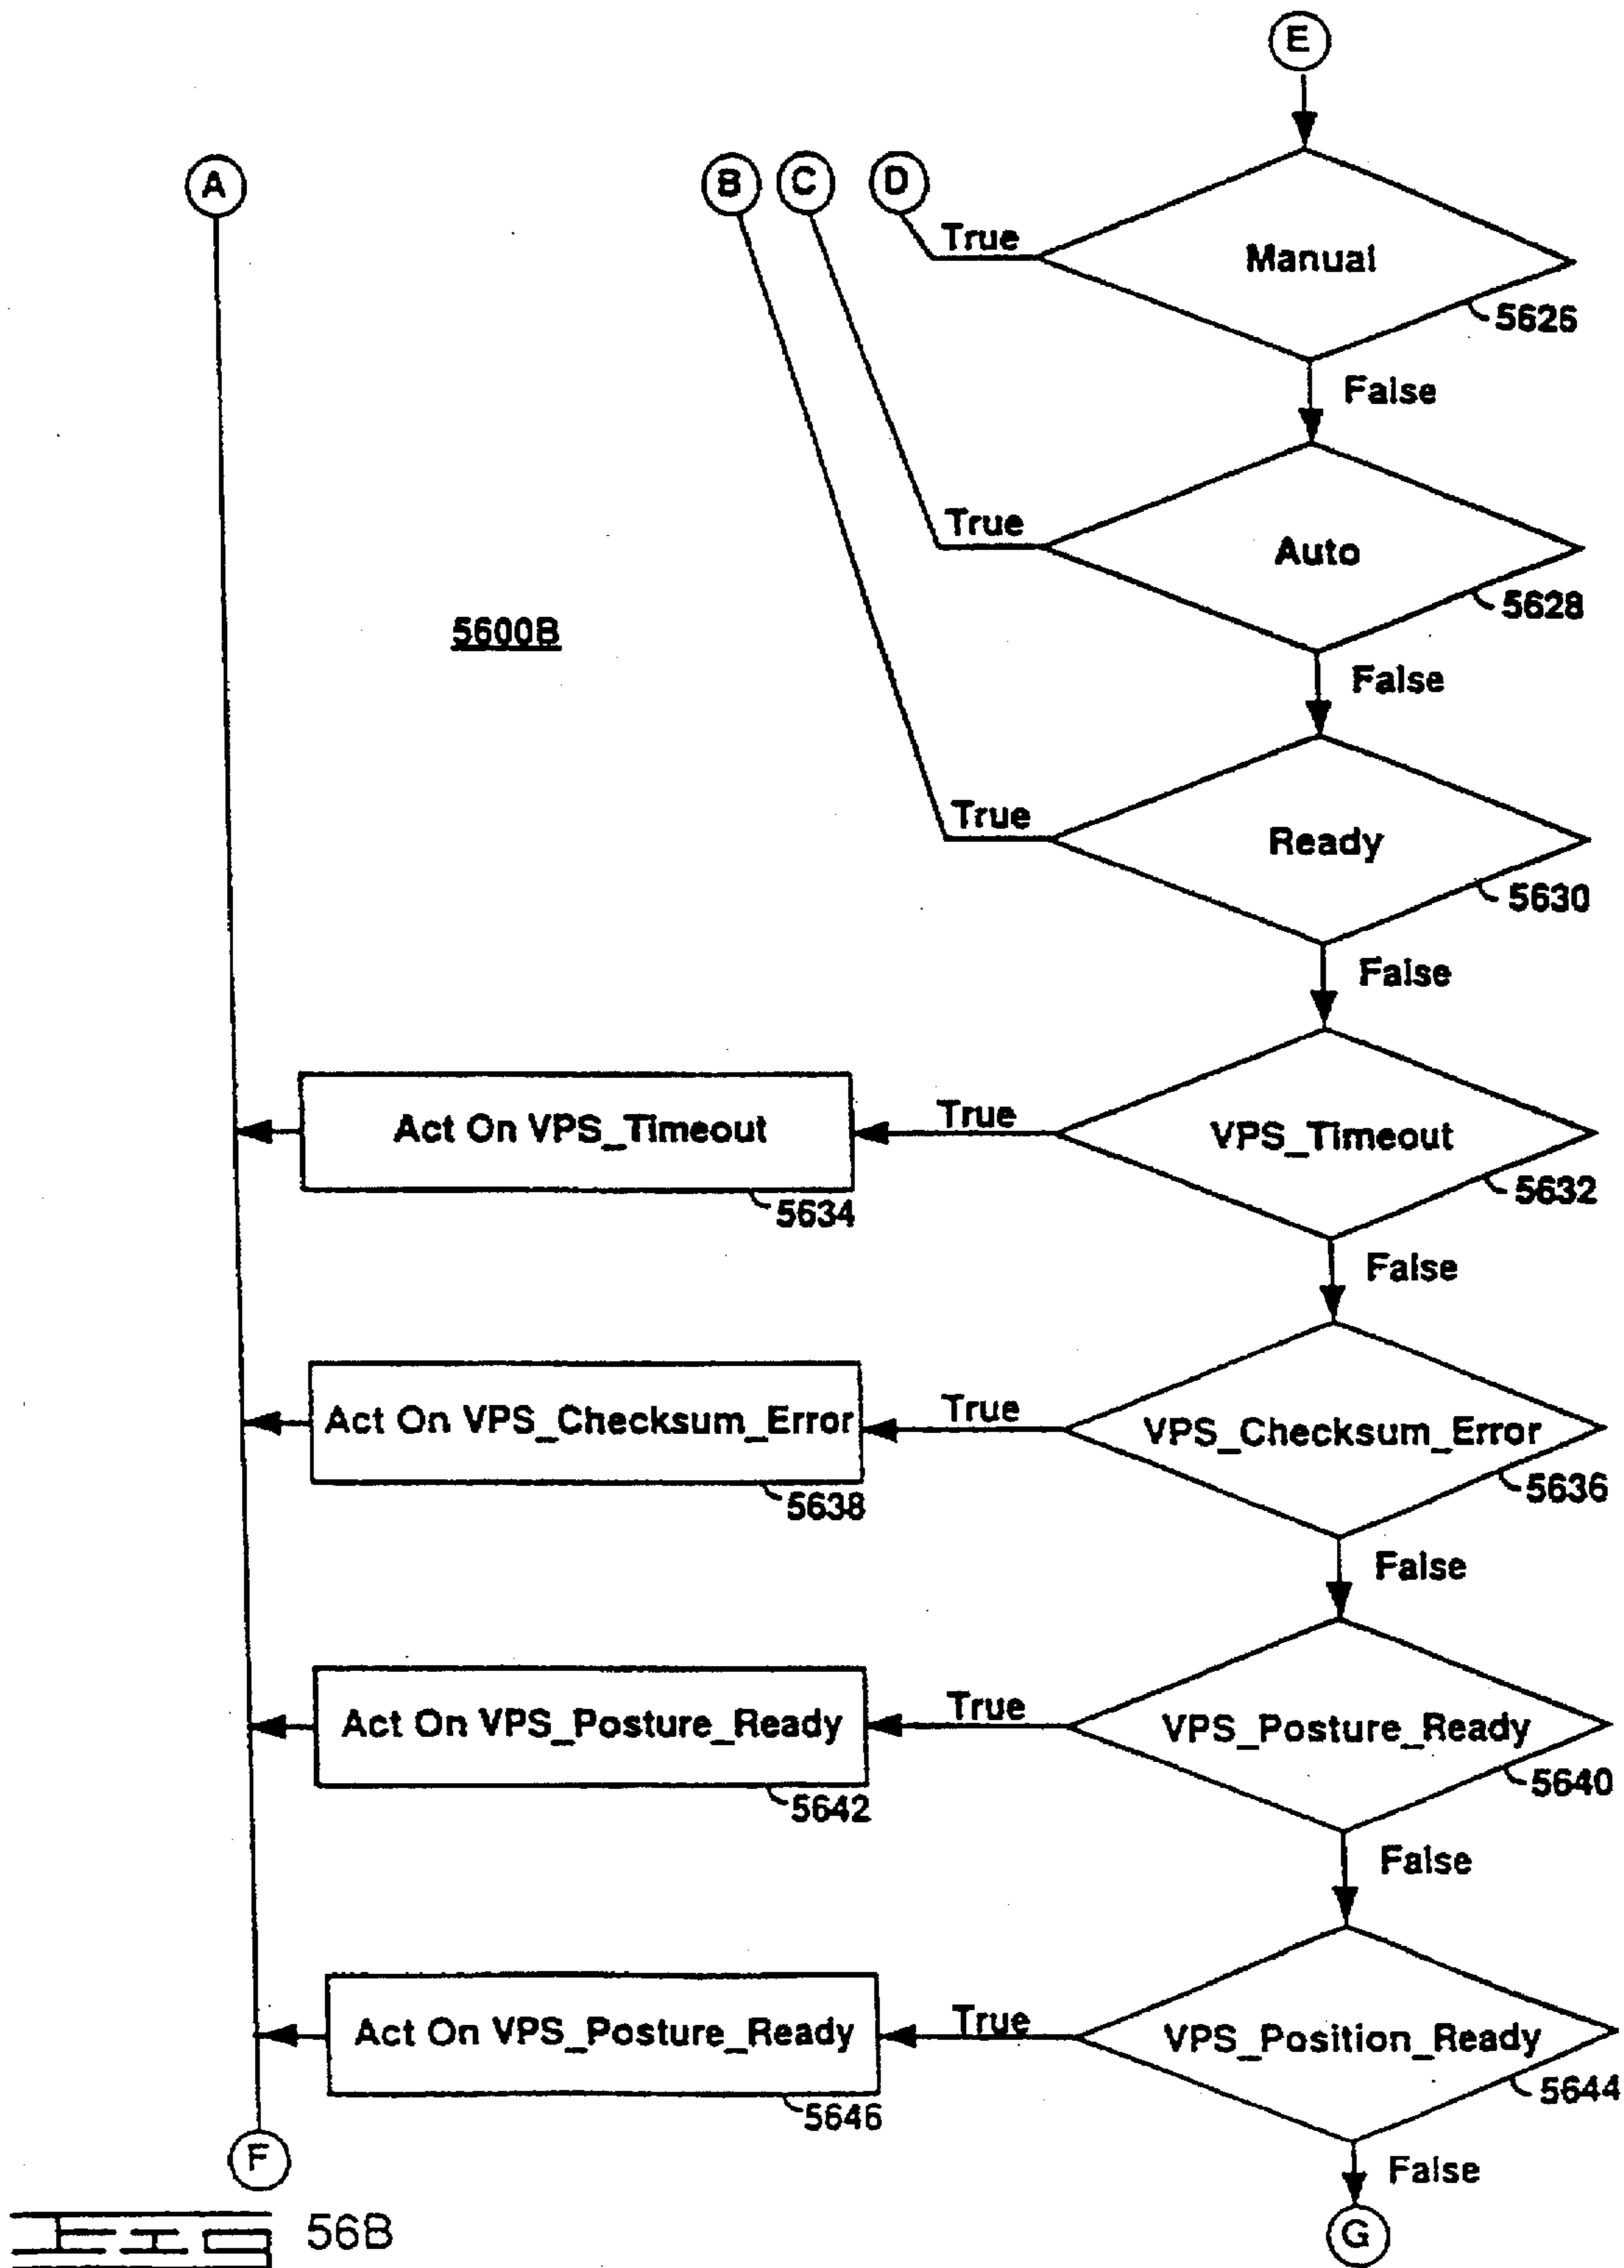 E
A
B
C
D
True
Manual
5626
False
True
Auto
5628
5600B
False
True
Ready
5630
False
Act On VPS_Timeout
True
VPS_Timeout
5634
5632
False
Act On VPS_Checksum_Error
True
VPS_Checksum_Error
5638
5636
False
Act On VPS_Posture_Ready
True
VPS_Posture_Ready
5642
5640
False
Act On VPS_Posture_Ready
True
VPS_Position_Ready
5646
5644
F
False
56B
G